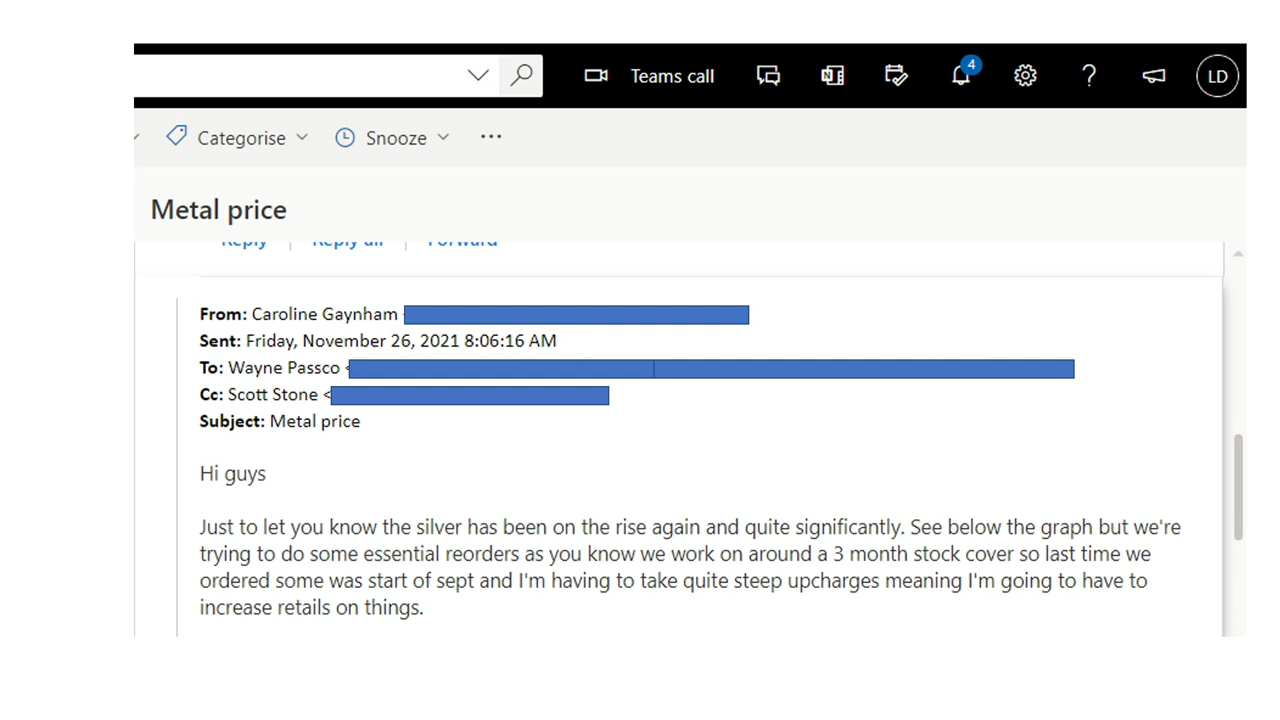 Teams call 4 LD
Categorise Snooze ...
Metal price
Reply Reply all Forward
From: Caroline Gaynham
Sent: Friday, November 26, 2021 8:06:16 AM
To: Wayne Passco <
Cc: Scott Stone <
Subject: Metal price
Hi guys
Just to let you know the silver has been on the rise again and quite significantly. See below the graph but we're
trying to do some essential reorders as you know we work on around a 3 month stock cover so last time we
ordered some was start of sept and I'm having to take quite steep upcharges meaning I'm going to have to
increase retails on things.